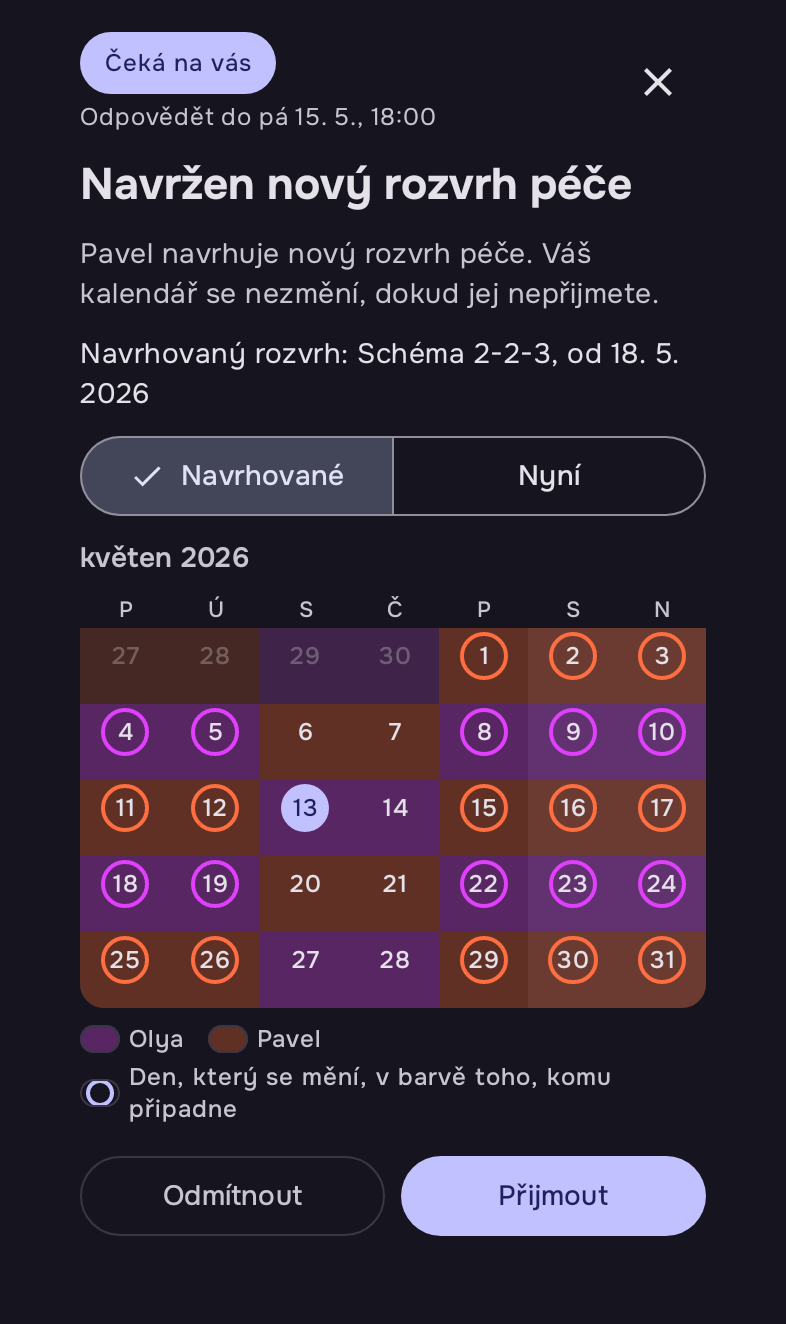 Čeká na vás
Odpovědět do pá 15. 5., 18:00
Navržen nový rozvrh péče
Pavel navrhuje nový rozvrh péče. Váš
kalendář se nezmění, dokud jej nepřijmete.
Navrhovaný rozvrh: Schéma 2-2-3, od 18. 5.
2026
Navrhované Nyní
květen 2026
P Ú S Č P S N
27 28 29 30 1 2 3
4 5 6 7 8 9 10
11 12 13 14 15 16 17
18 19 20 21 22 23 24
25 26 27 28 29 30 31
Olya Pavel
Den, který se mění, v barvě toho, komu
připadne
Odmítnout Přijmout